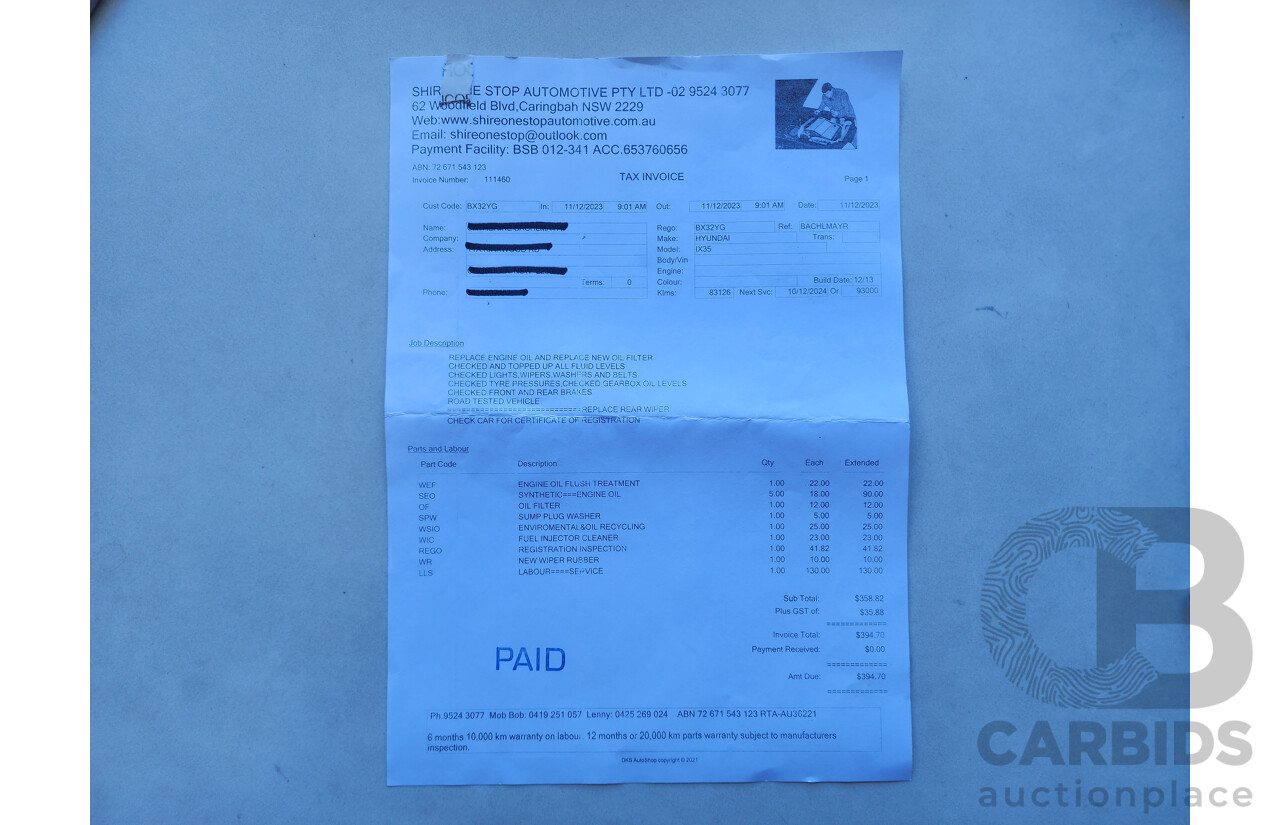 STOP AUTOMOTIVE PTY LTD -02 9524 3077
62 Woodfield Blvd,Caringbah NSW 2229
Web:www.shireonestopautomotive.com.au
Email: shireonestop@outlook.com
Payment Facility: BSB 012-341 ACC.653760656
ABN: 72 671 543 123
Invoice Number: 111460
TAX INVOICE
Page 1
Cust Code: BX32YG In: 11/12/2023 9:01 AM Out: 11/12/2023 9:01 AM Date: 11/12/2023
Name: Rego: BX32YG Ref: BACHLMAYR
Company: Make: HYUNDAI Trans:
Address: Model: IX35
Body/Vin
Engine:
Terms: 0 Colour: Build Date: 12/13
Phone: Klms: 83126 Next Svc: 10/12/2024 Or 93000
Job Description
REPLACE ENGINE OIL AND REPLACE NEW OIL FILTER
CHECKED AND TOPPED UP ALL FLUID LEVELS
CHECKED LIGHTS,WIPERS,WASHERS AND BELTS
CHECKED TYRE PRESSURES,CHECKED GEARBOX OIL LEVELS
CHECKED FRONT AND REAR BRAKES
ROAD TESTED VEHICLE
============================REPLACE REAR WIPER
CHECK CAR FOR CERTIFICATE OF REGISTRATION
Parts and Labour
Part Code Description Qty Each Extended
WEF ENGINE OIL FLUSH TREATMENT 1.00 22.00 22.00
SEO SYNTHETIC===ENGINE OIL 5.00 18.00 90.00
OF OIL FILTER 1.00 12.00 12.00
SPW SUMP PLUG WASHER 1.00 5.00 5.00
WSIO ENVIROMENTAL&OIL RECYCLING 1.00 25.00 25.00
WIC FUEL INJECTOR CLEANER 1.00 23.00 23.00
REGO REGISTRATION INSPECTION 1.00 41.82 41.82
WR NEW WIPER RUBBER 1.00 10.00 10.00
LLS LABOUR====SERVICE 1.00 130.00 130.00
Sub Total: $358.82
Plus GST of: $35.88
=============
Invoice Total: $394.70
Payment Received: $0.00
=============
Amt Due: $394.70
=============
PAID
Ph.9524 3077 Mob Bob: 0419 251 057 Lenny: 0425 269 024 ABN 72 671 543 123 RTA-AU36221
6 months 10,000 km warranty on labour. 12 months or 20,000 km parts warranty subject to manufacturers
inspection.
DKB AutoShop copyright © 2021
CB
CARBIDS
auctionplace